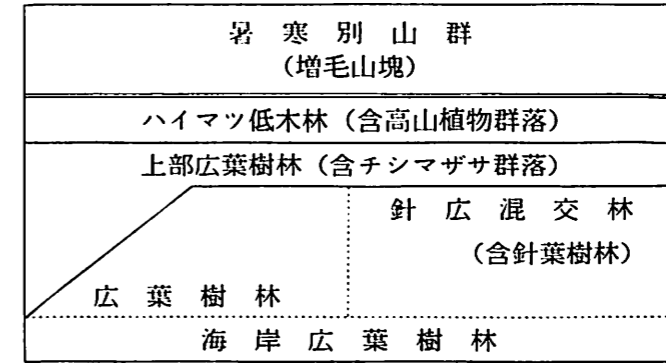 暑寒別山群
（増毛山塊）
ハイマツ低木林（含高山植物群落）
上部広葉樹林（含チシマザサ群落）
針広混交林
（含針葉樹林）
広葉樹林
海岸広葉樹林